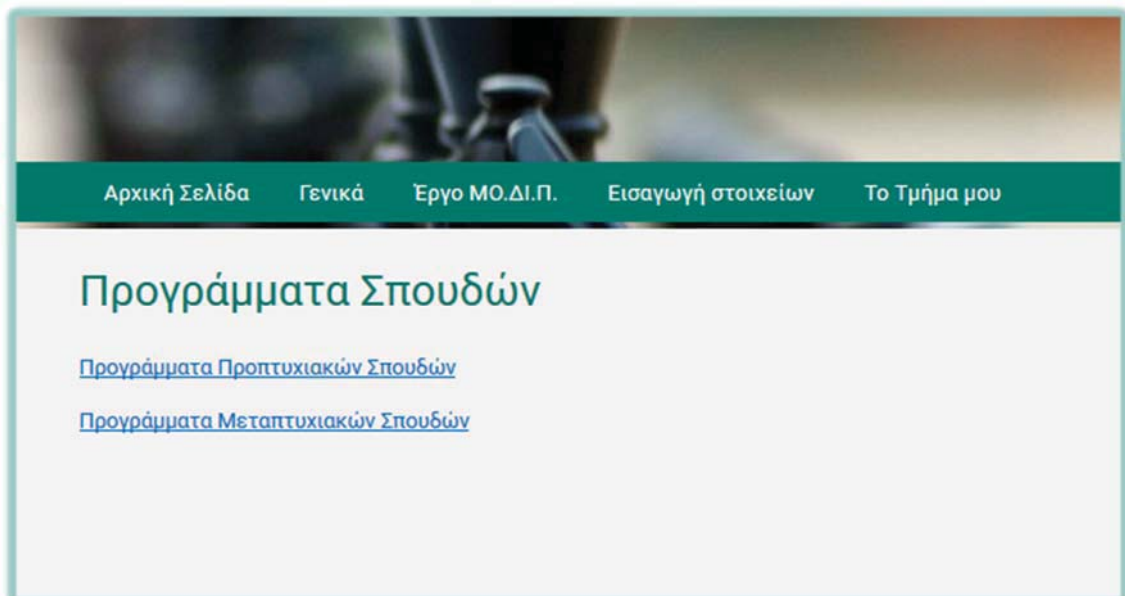 Αρχική Σελίδα Γενικά Έργο ΜΟ.ΔΙ.Π. Εισαγωγή στοιχείων Το Τμήμα μου
Προγράμματα Σπουδών
Προγράμματα Προπτυχιακών Σπουδών
Προγράμματα Μεταπτυχιακών Σπουδών